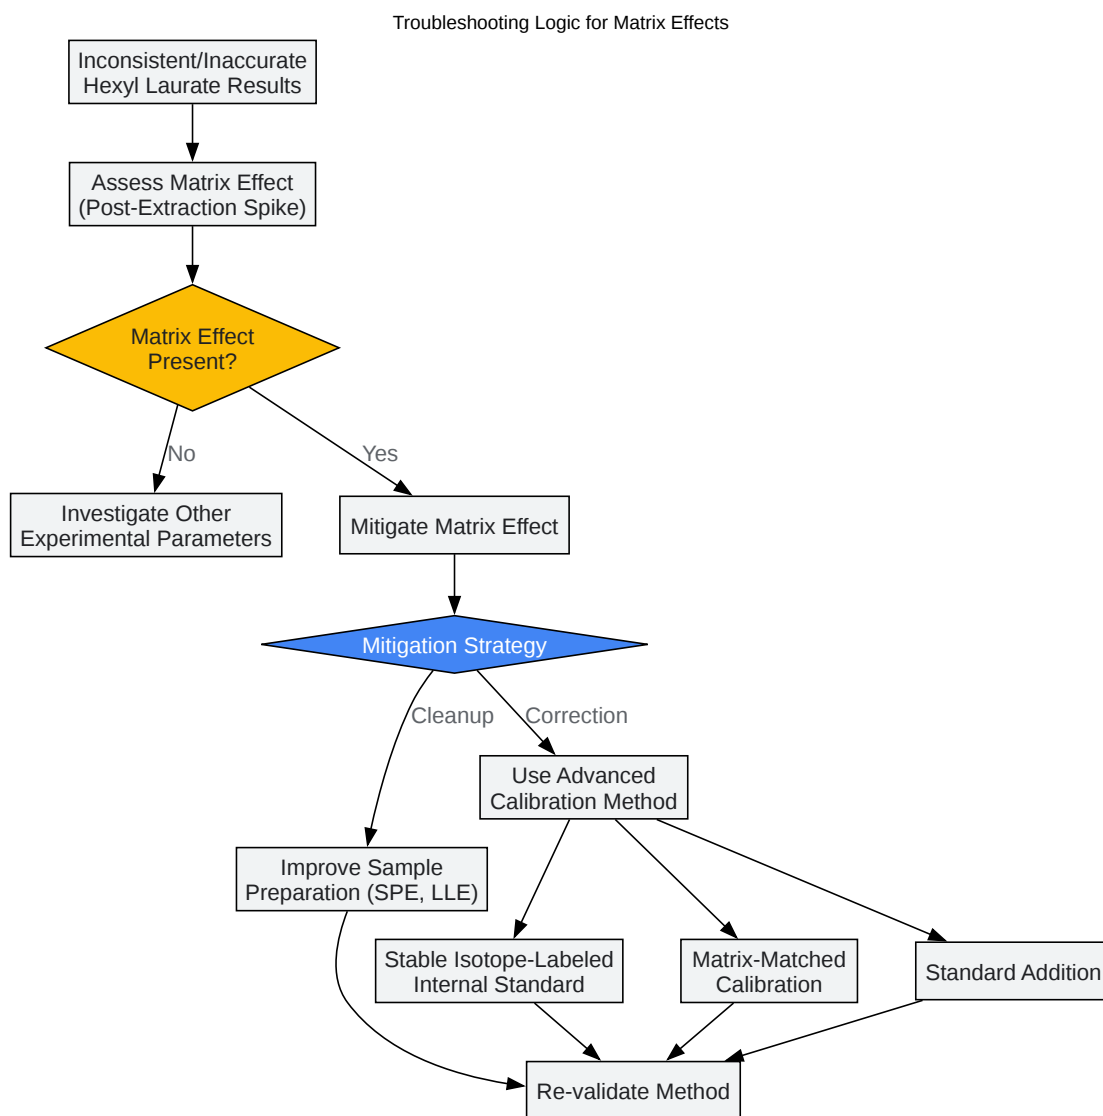 Troubleshooting Logic for Matrix Effects
Inconsistent/Inaccurate
Hexyl Laurate Results
Assess Matrix Effect
(Post-Extraction Spike)
Matrix Effect
Present?
No
Yes
Investigate Other
Experimental Parameters
Mitigate Matrix Effect
Mitigation Strategy
Cleanup
Correction
Use Advanced
Calibration Method
Improve Sample
Preparation (SPE, LLE)
Stable Isotope-Labeled
Internal Standard
Matrix-Matched
Calibration
Standard Addition
Re-validate Method